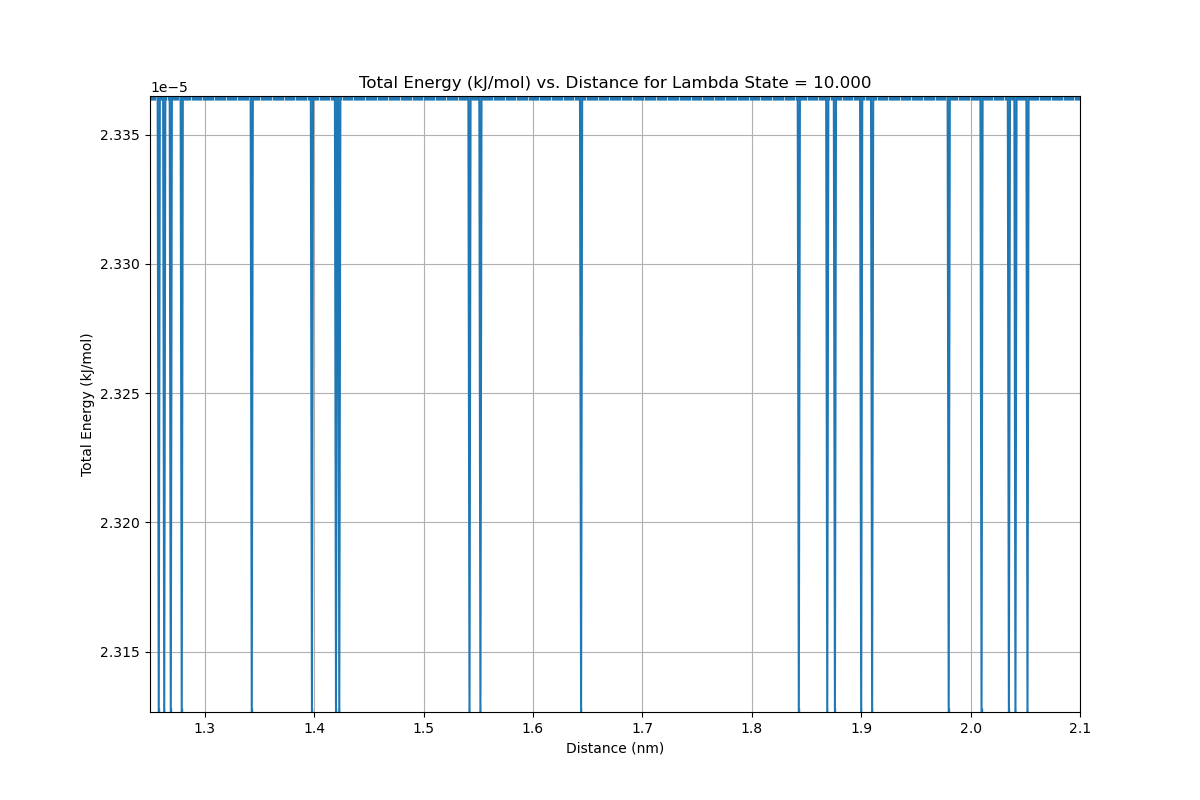 Total Energy (kJ/mol) vs. Distance for Lambda State = 10.000
1e−5
2.335
2.330
2.325
2.320
2.315
Total Energy (kJ/mol)
1.3 1.4 1.5 1.6 1.7 1.8 1.9 2.0 2.1
Distance (nm)